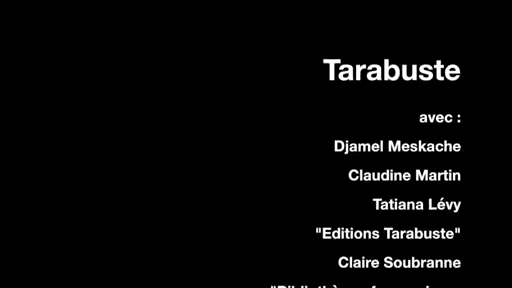 Tarabuste
avec :
Djamel Meskache
Claudine Martin
Tatiana Lévy
"Editions Tarabuste"
Claire Soubranne